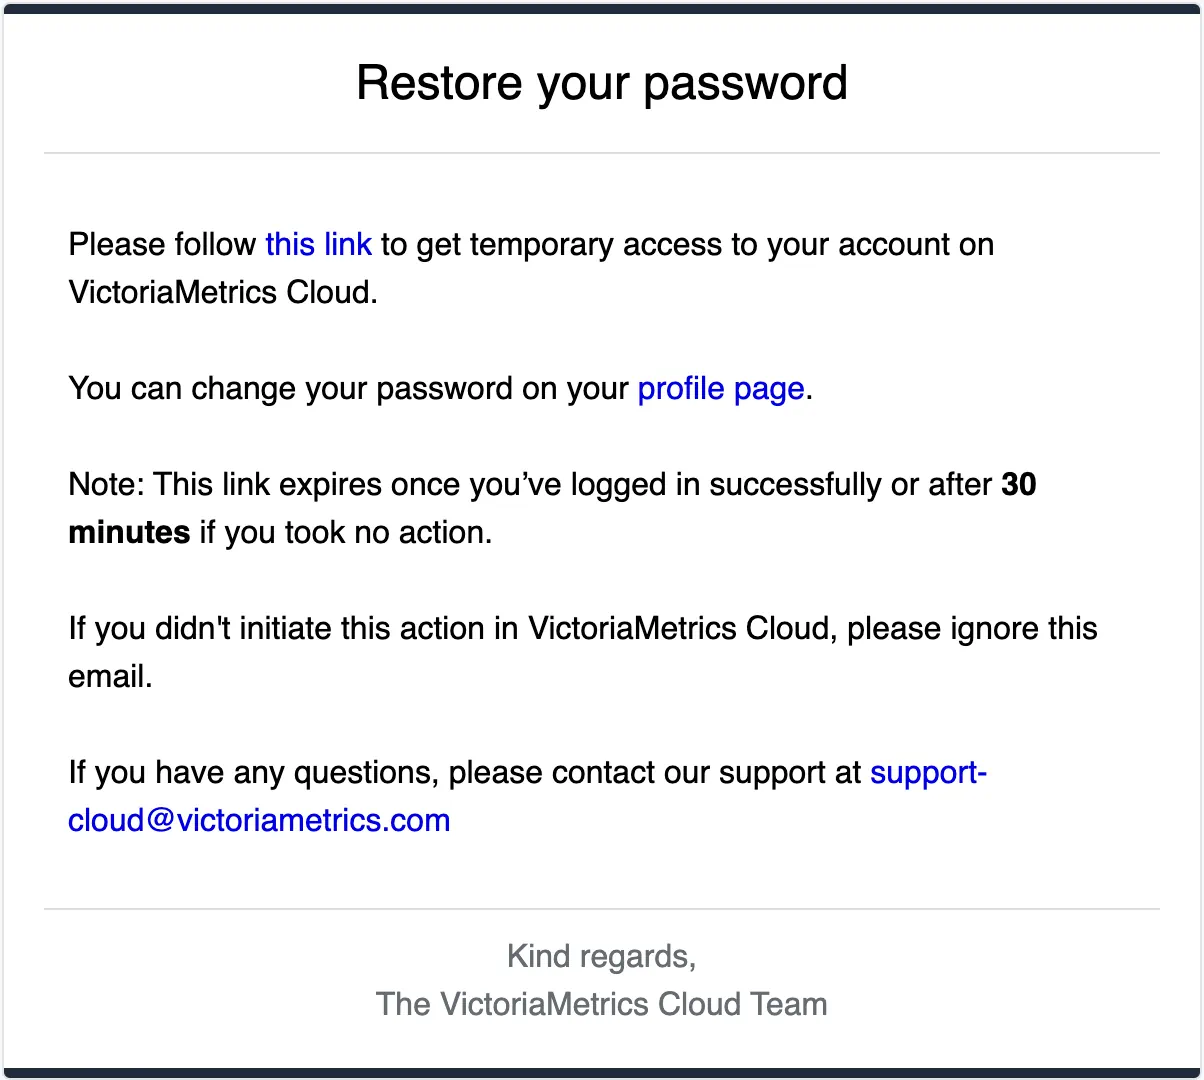 Restore your password
Please follow this link to get temporary access to your account on
VictoriaMetrics Cloud.
You can change your password on your profile page.
Note: This link expires once you’ve logged in successfully or after 30
minutes if you took no action.
If you didn't initiate this action in VictoriaMetrics Cloud, please ignore this
email.
If you have any questions, please contact our support at support-
cloud@victoriametrics.com
Kind regards,
The VictoriaMetrics Cloud Team